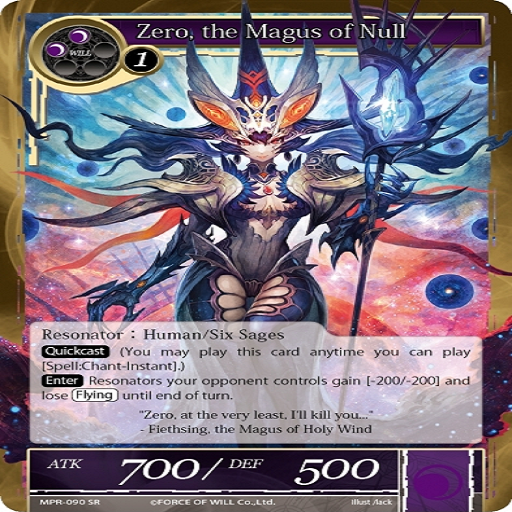 Zero, the Magus of Null
WILL
1
Resonator : Human/Six Sages
Quickcast (You may play this card anytime you can play
[Spell:Chant-Instant].)
Enter Resonators your opponent controls gain [-200/-200] and
lose Flying until end of turn.
"Zero, at the very least, I'll kill you..."
- Fiethsing, the Magus of Holy Wind
ATK 700/ DEF 500
MPR-090 SR ©FORCE OF WILL Co.,Ltd. Illust /Jack